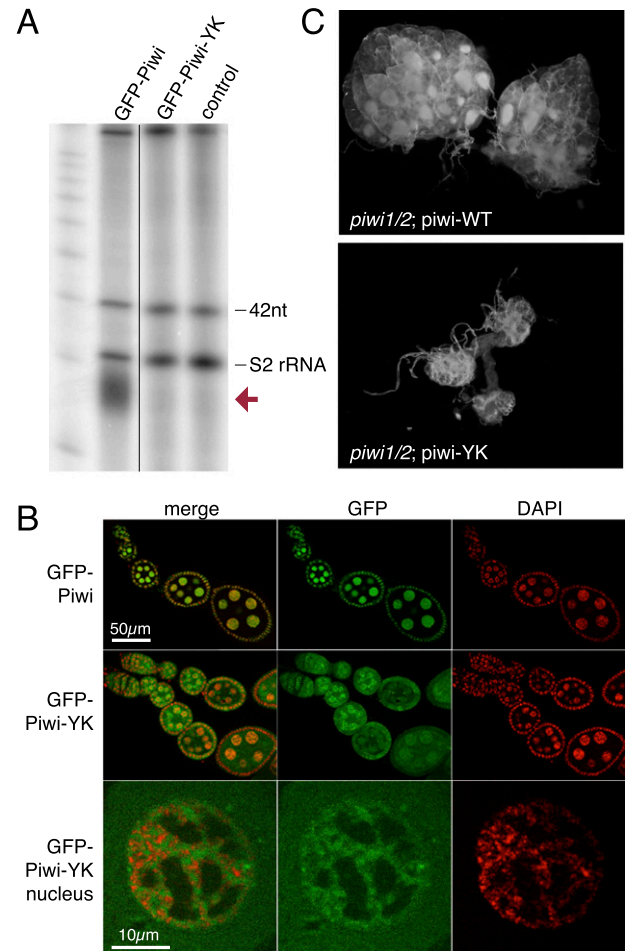 A
GFP-Piwi
GFP-Piwi-YK
control
42nt
S2 rRNA
C
piwi1/2; piwi-WT
piwi1/2; piwi-YK
B
merge
GFP
DAPI
GFP-
Piwi
50µm
GFP-
Piwi-YK
GFP-
Piwi-YK
nucleus
10µm